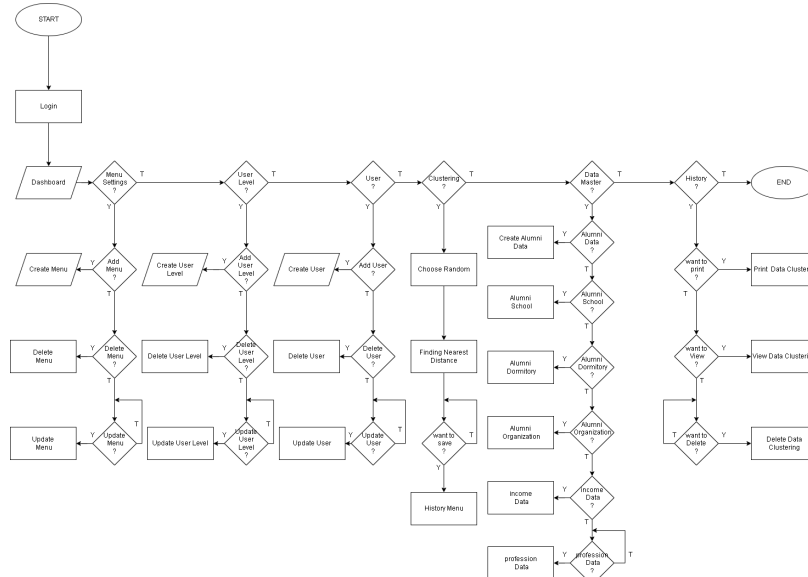 START
Login
Dashboard
Menu
Settings
?
T
Y
User
Level
?
T
Y
User
?
T
Y
Clustering
?
T
Y
Data
Master
?
T
Y
History
?
T
Y
END
Create Menu
Y
Add
Menu
?
T
Create User
Level
Y
Add
User
Level?
T
Create User
Y
Add User
?
T
Choose Random
Create Alumni
Data
Y
Alumni
Data
?
T
want to
print
?
Y
T
Print Data Cluster
Alumni
School
Y
Alumni
School
?
T
Delete
Menu
Y
Delete
Menu
?
T
Delete User Level
Y
Delete
User
Level?
T
Delete User
Y
Delete
User
?
T
Finding Nearest
Distance
Alumni
Dormitory
Y
Alumni
Dormitory
?
T
want to
View
?
Y
T
View Data Clusteri
Update
Menu
Y
Update
Menu
?
T
Update User Level
Y
Update
User
Level
?
T
Update User
Y
Update
User
?
T
want to
save
?
T
Y
Alumni
Organization
Y
Alumni
Organization
?
T
T
want to
Delete
?
Y
Delete Data
Clustering
History Menu
income
Data
Y
Income
Data
?
T
profession
Data
Y
profession
Data
?
T